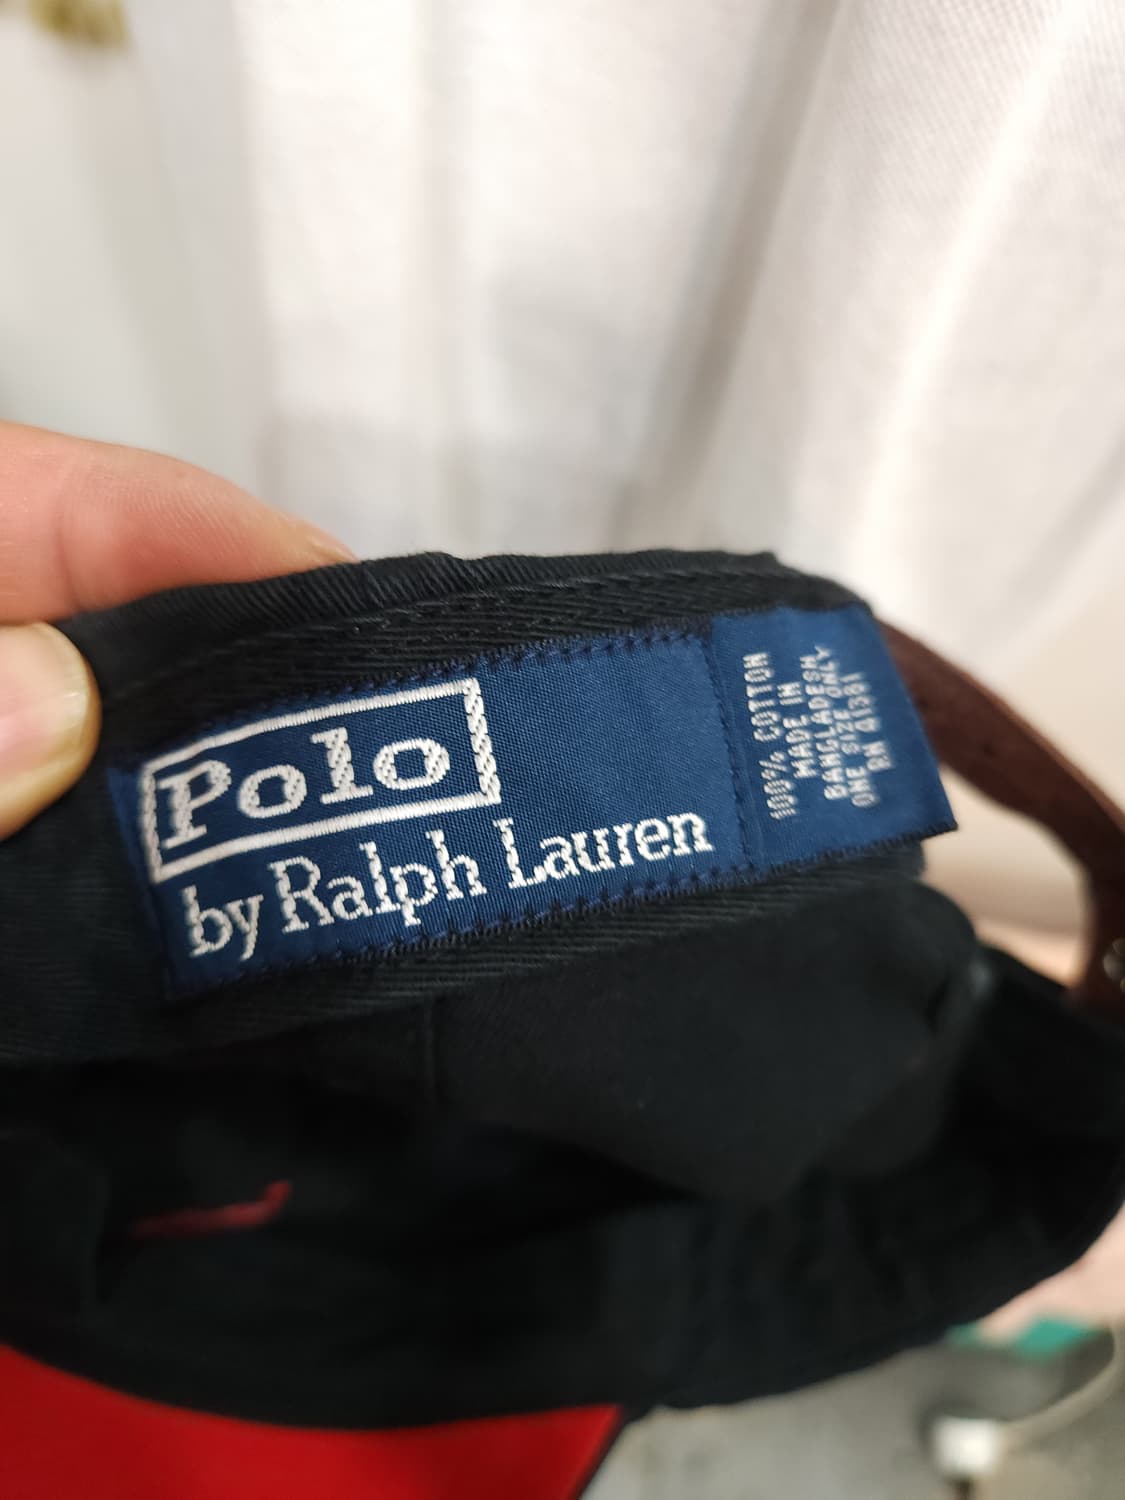 Polo
by Ralph Lauren
100% COTTON
MADE IN
BANGLADESH
ONE SIZE ONLY
RN 41381